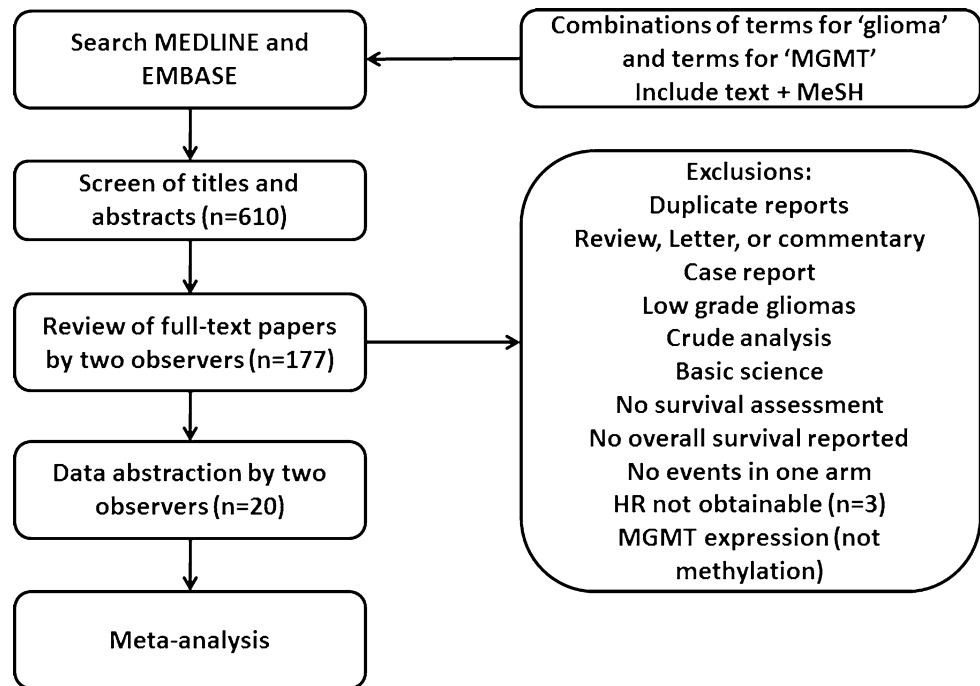 Search MEDLINE and
EMBASE
Combinations of terms for ‘glioma’
and terms for ‘MGMT’
Include text + MeSH
Screen of titles and
abstracts (n=610)
Review of full-text papers
by two observers (n=177)
Exclusions:
Duplicate reports
Review, Letter, or commentary
Case report
Low grade gliomas
Crude analysis
Basic science
No survival assessment
No overall survival reported
No events in one arm
HR not obtainable (n=3)
MGMT expression (not
methylation)
Data abstraction by two
observers (n=20)
Meta-analysis